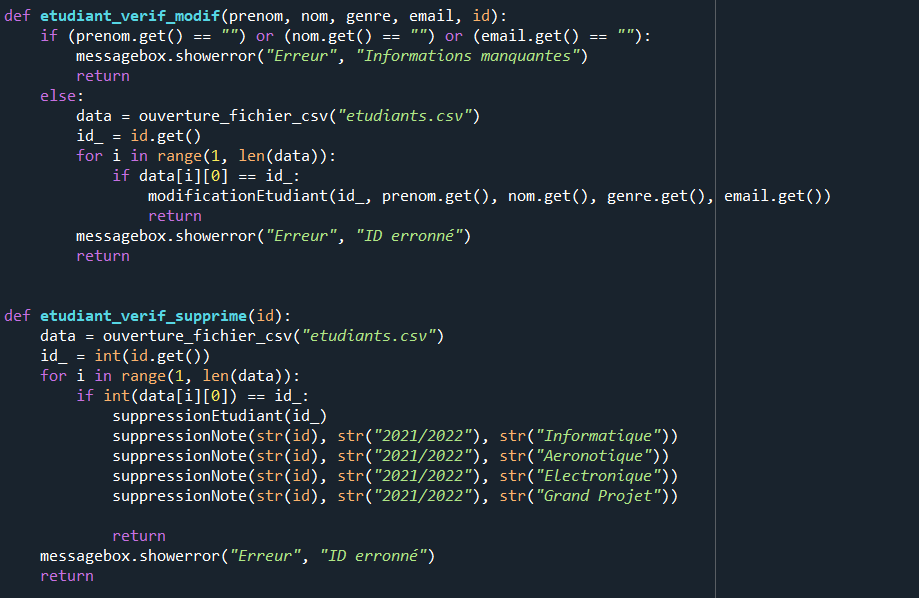 def etudiant_verif_modif(prenom, nom, genre, email, id):
    if (prenom.get() == "") or (nom.get() == "") or (email.get() == ""):
        messagebox.showerror("Erreur", "Informations manquantes")
        return
    else:
        data = ouverture_fichier_csv("etudiants.csv")
        id_ = id.get()
        for i in range(1, len(data)):
            if data[i][0] == id_:
                modificationEtudiant(id_, prenom.get(), nom.get(), genre.get(), email.get())
                return
        messagebox.showerror("Erreur", "ID erronné")
        return


def etudiant_verif_supprime(id):
    data = ouverture_fichier_csv("etudiants.csv")
    id_ = int(id.get())
    for i in range(1, len(data)):
        if int(data[i][0]) == id_:
            suppressionEtudiant(id_)
            suppressionNote(str(id), str("2021/2022"), str("Informatique"))
            suppressionNote(str(id), str("2021/2022"), str("Aeronotique"))
            suppressionNote(str(id), str("2021/2022"), str("Electronique"))
            suppressionNote(str(id), str("2021/2022"), str("Grand Projet"))

            return
    messagebox.showerror("Erreur", "ID erronné")
    return